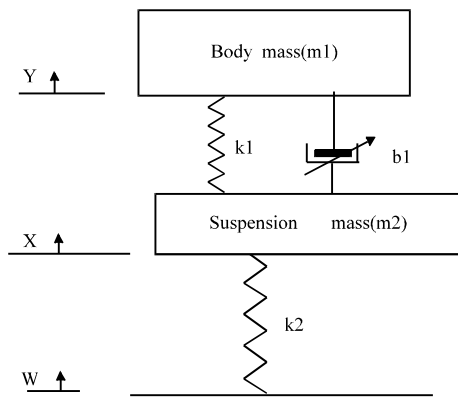 Body mass(m1)
Y
k1
b1
Suspension mass(m2)
X
k2
W